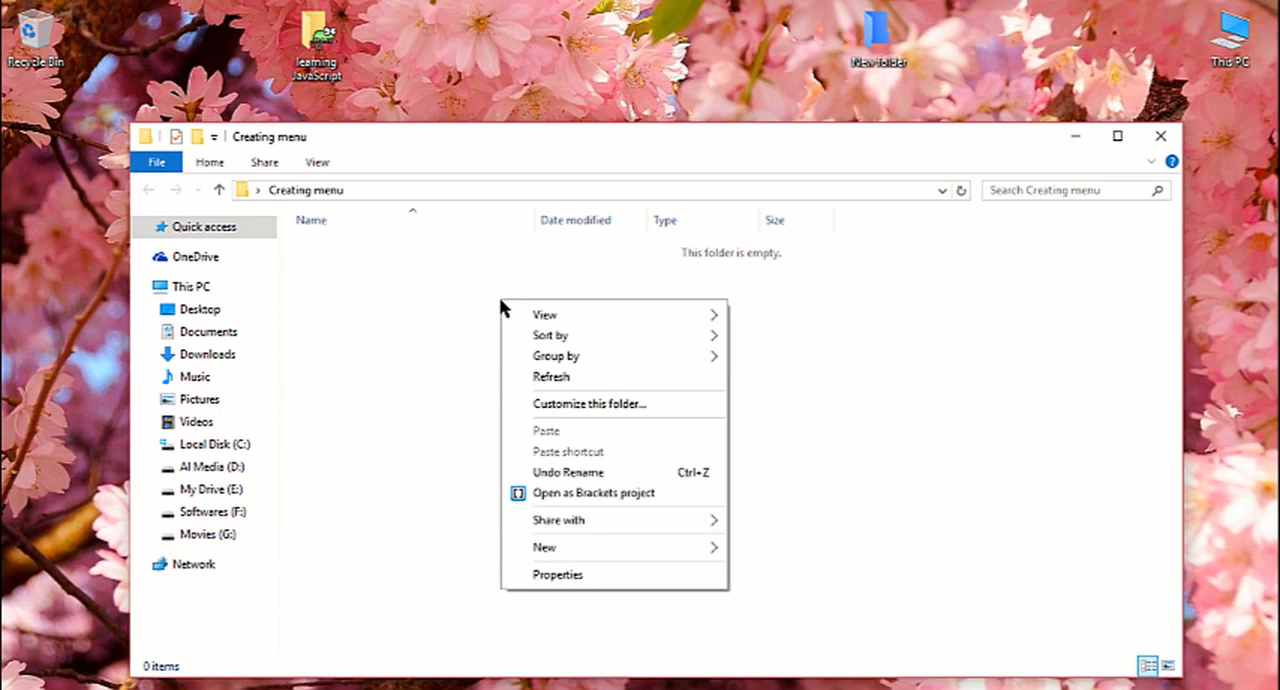 Recycle Bin
learning
JavaScript
New folder
This PC
Creating menu
File Home Share View
?
› Creating menu
Search Creating menu
Name Date modified Type Size
This folder is empty.
Quick access
OneDrive
This PC
Desktop
Documents
Downloads
Music
Pictures
Videos
Local Disk (C:)
AI Media (D:)
My Drive (E:)
Softwares (F:)
Movies (G:)
Network
View
Sort by
Group by
Refresh
Customize this folder...
Paste
Paste shortcut
Undo Rename Ctrl+Z
Open as Brackets project
Share with
New
Properties
0 items